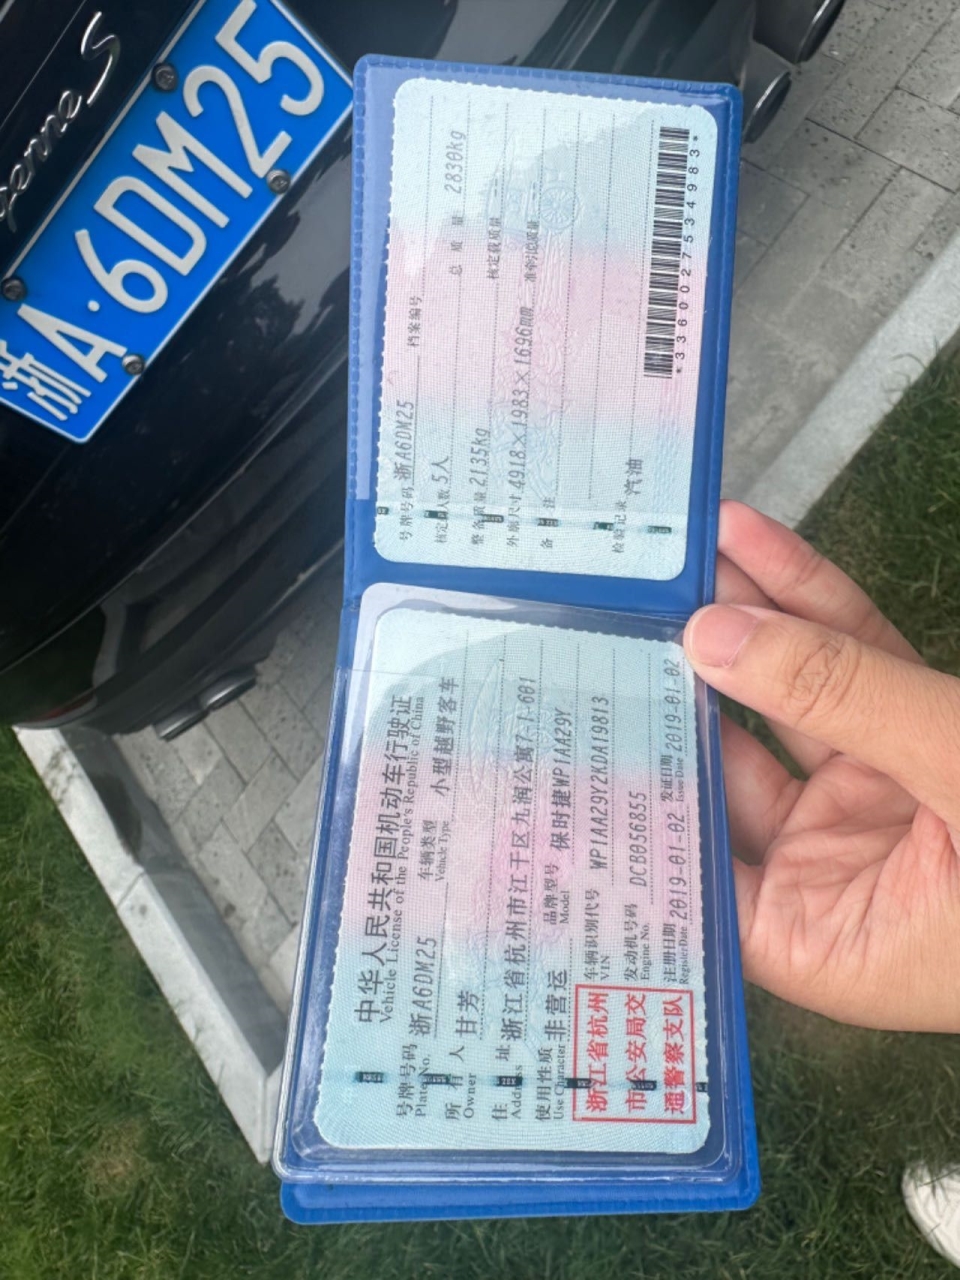 浙A·6DM25
中华人民共和国机动车行驶证
Vehicle License of the People's Republic of China
号牌号码 浙A6DM25 车辆类型 小型越野客车
Plate No. Vehicle Type
所有人 甘芳
Owner
住址 浙江省杭州市江干区九润公寓7-1-601
Address
使用性质 非营运 品牌型号 保时捷WP1AA29Y
Use Character Model
浙江省杭州
市公安局交
通警察支队
车辆识别代号 WP1AA29Y2KDA19813
VIN
发动机号码 DCB056855
Engine No.
注册日期 2019-01-02 发证日期 2019-01-02
Register Date Issue Date
号牌号码 浙A6DM25 档案编号
核定载人数 5人 总质量 2830kg
整备质量 2135kg 核定载质量
外廓尺寸 4918×1983×1696mm 准牵引总质量
备注
检验记录 汽油
*3360027534983*